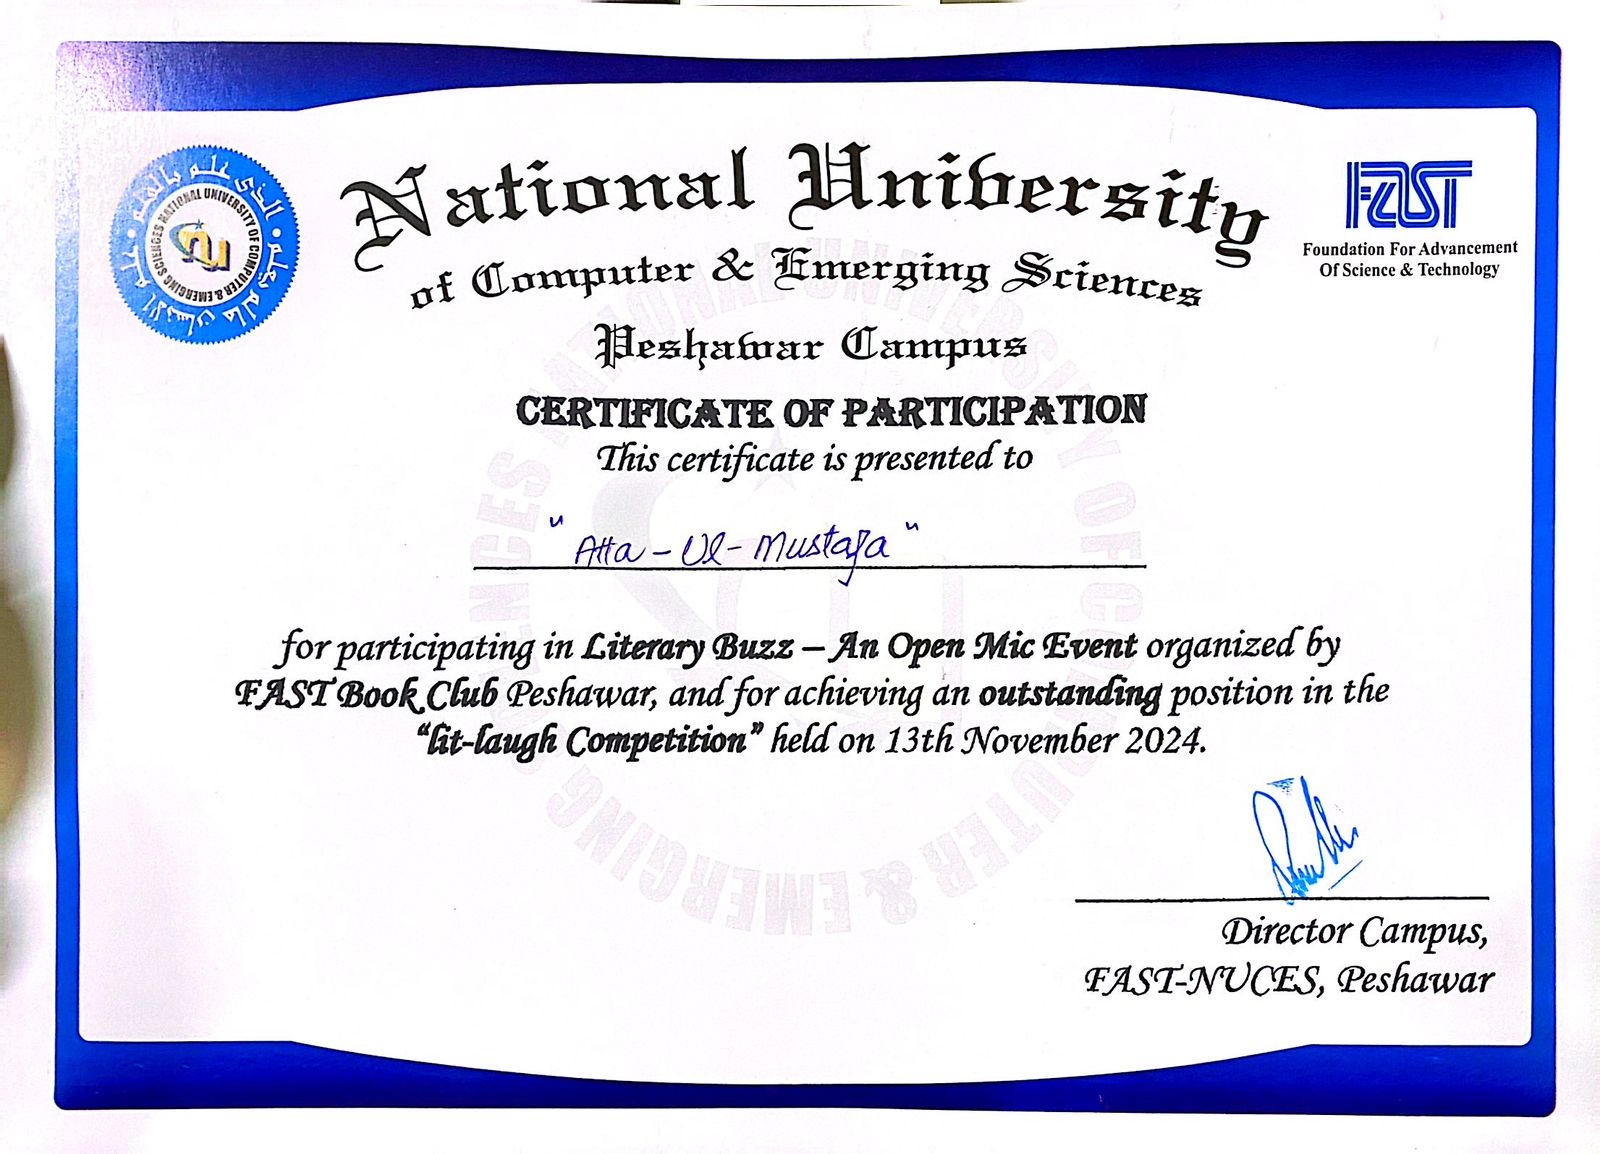 National University
of Computer & Emerging Sciences
Peshawar Campus
NATIONAL UNIVERSITY OF COMPUTER & EMERGING SCIENCES
nu
FAST
Foundation For Advancement
Of Science & Technology
CERTIFICATE OF PARTICIPATION
This certificate is presented to
"Atta-Ul-Mustafa"
for participating in Literary Buzz – An Open Mic Event organized by
FAST Book Club Peshawar, and for achieving an outstanding position in the
“lit-laugh Competition” held on 13th November 2024.
Director Campus,
FAST-NUCES, Peshawar